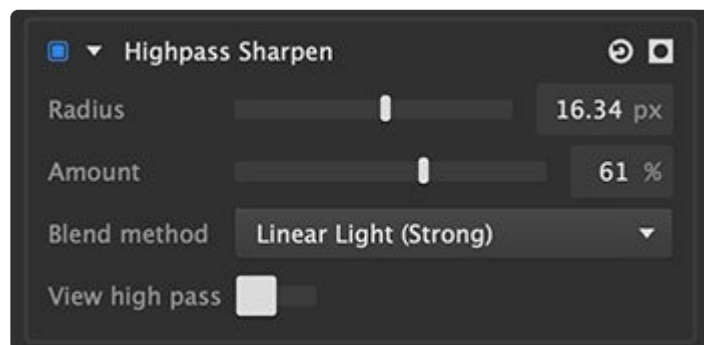 Highpass Sharpen
Radius 16.34 px
Amount 61 %
Blend method Linear Light (Strong)
View high pass